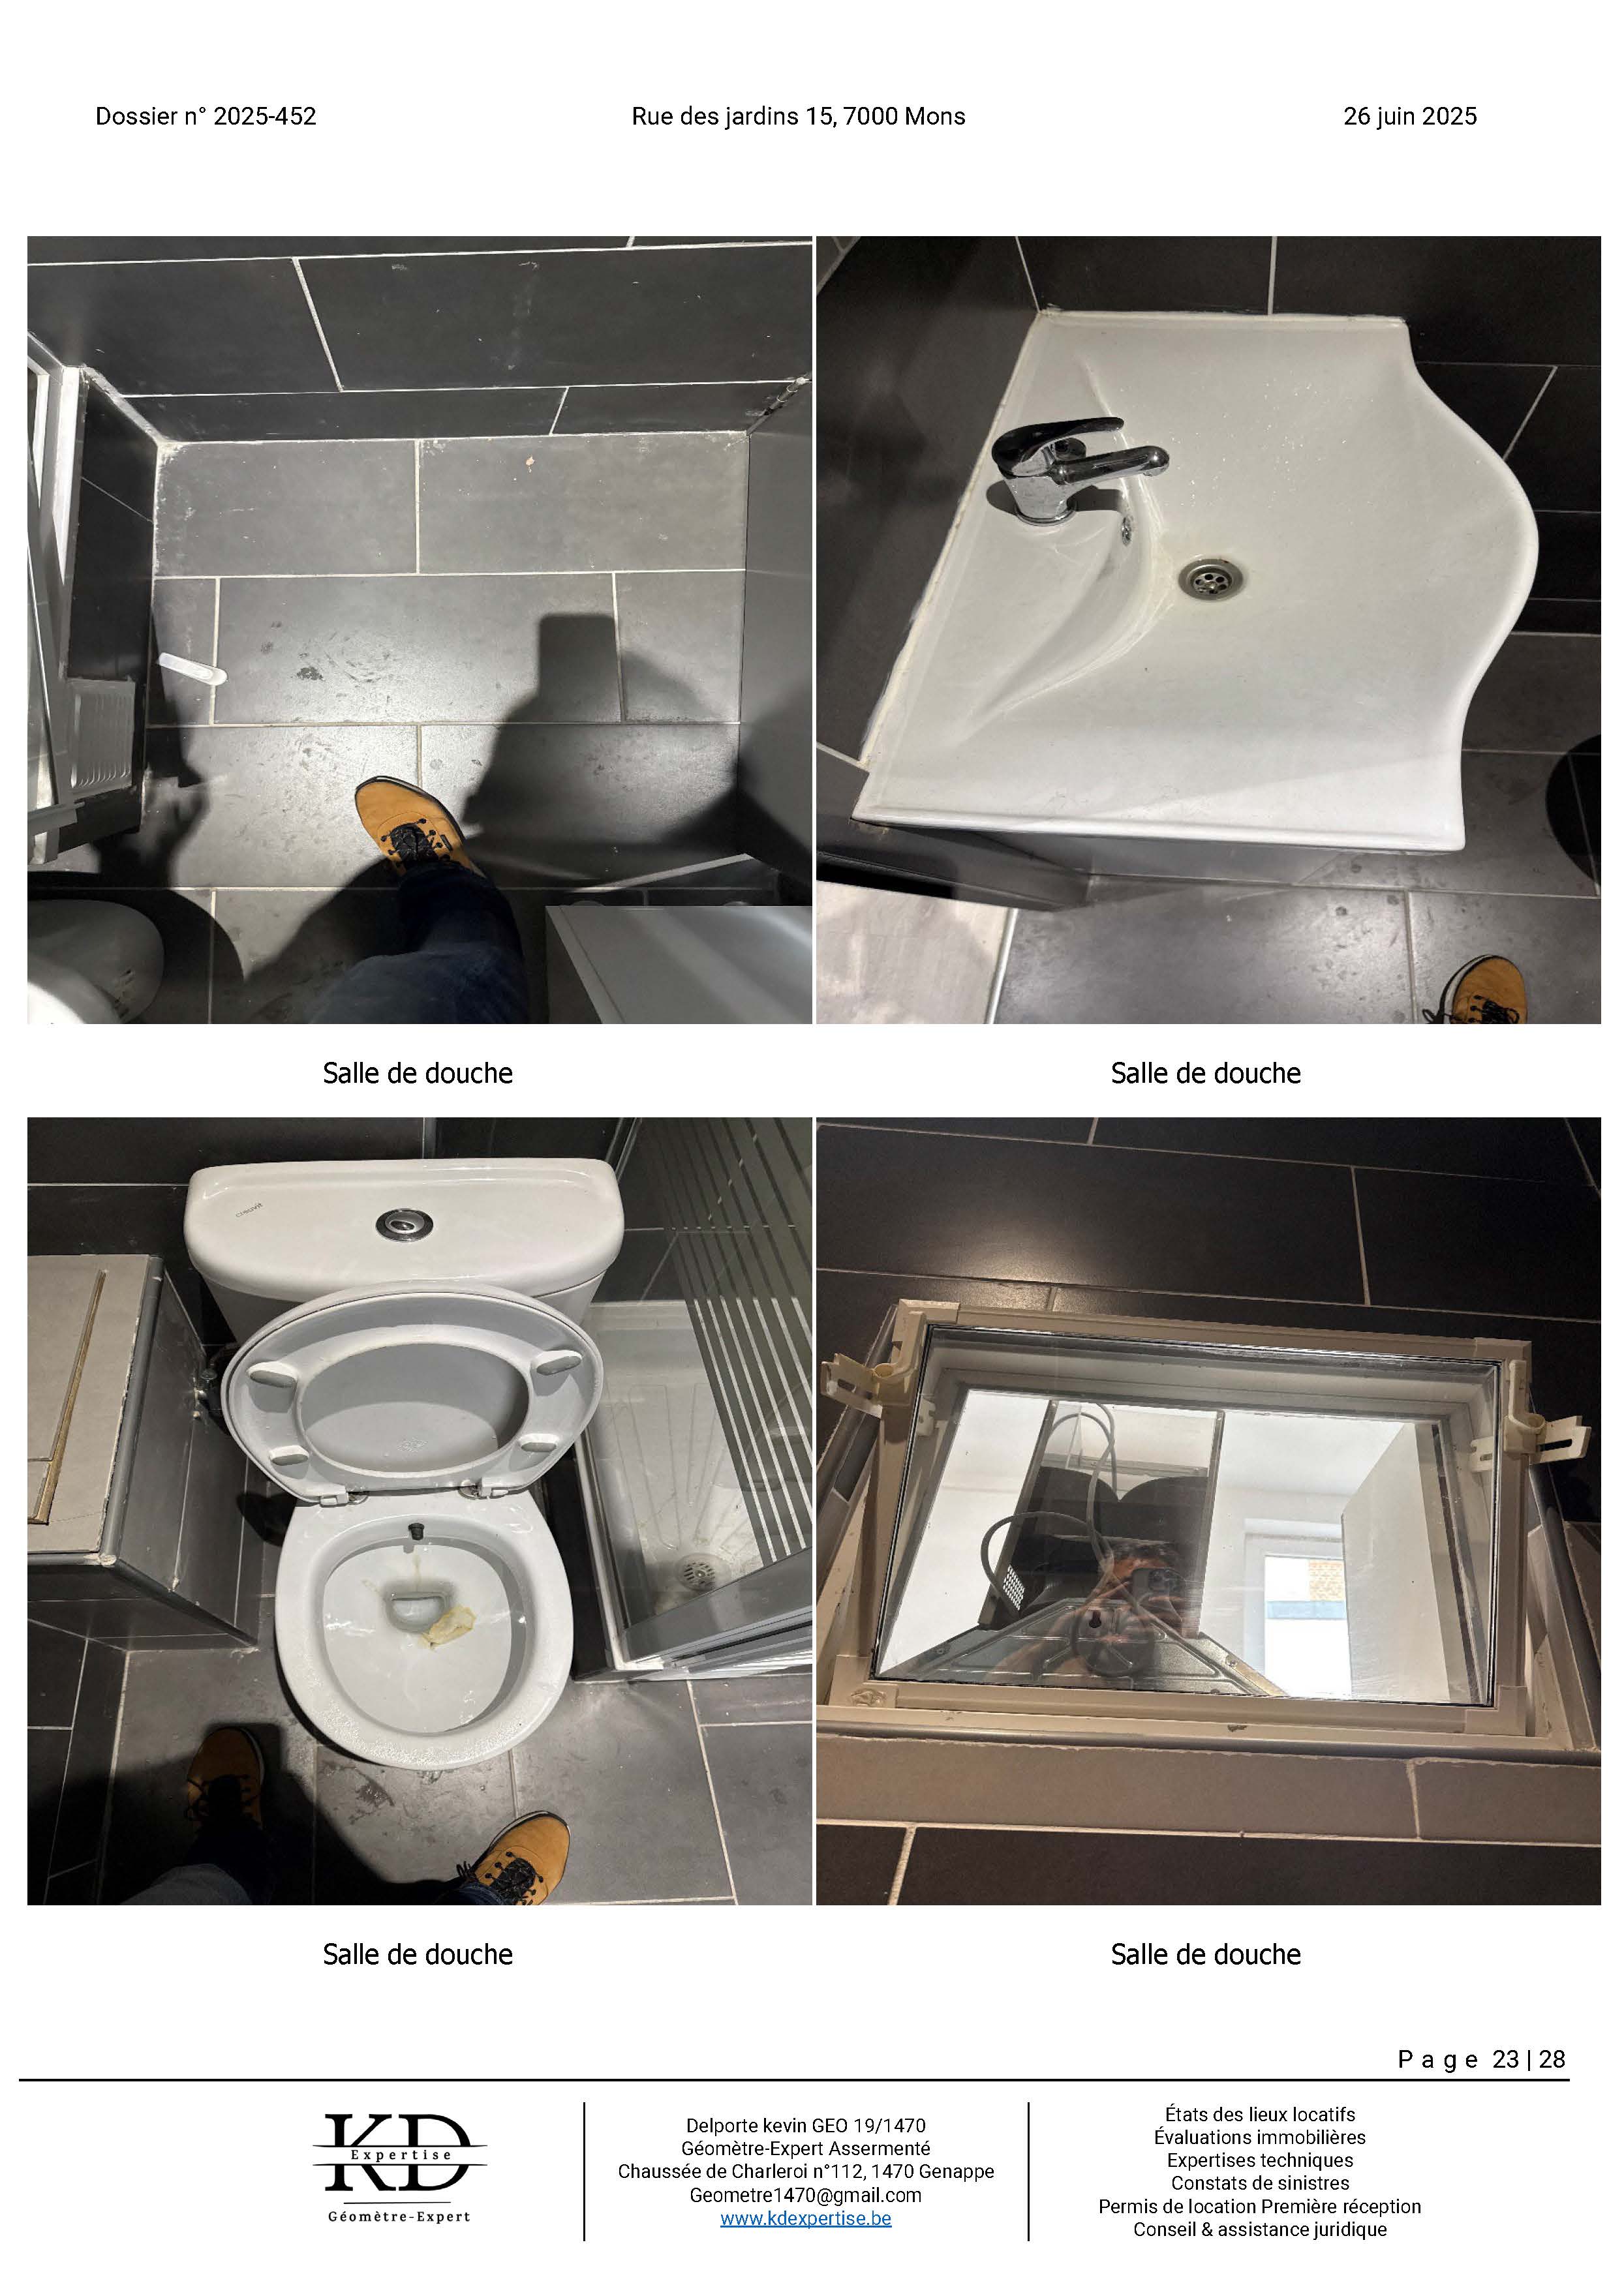 Dossier n° 2025-452
Rue des jardins 15, 7000 Mons
26 juin 2025
Salle de douche
Salle de douche
creavit
Salle de douche
Salle de douche
Page 23 | 28
KD
Expertise
Géomètre-Expert
Delporte kevin GEO 19/1470
Géomètre-Expert Assermenté
Chaussée de Charleroi n°112, 1470 Genappe
Geometre1470@gmail.com
www.kdexpertise.be
États des lieux locatifs
Évaluations immobilières
Expertises techniques
Constats de sinistres
Permis de location Première réception
Conseil & assistance juridique